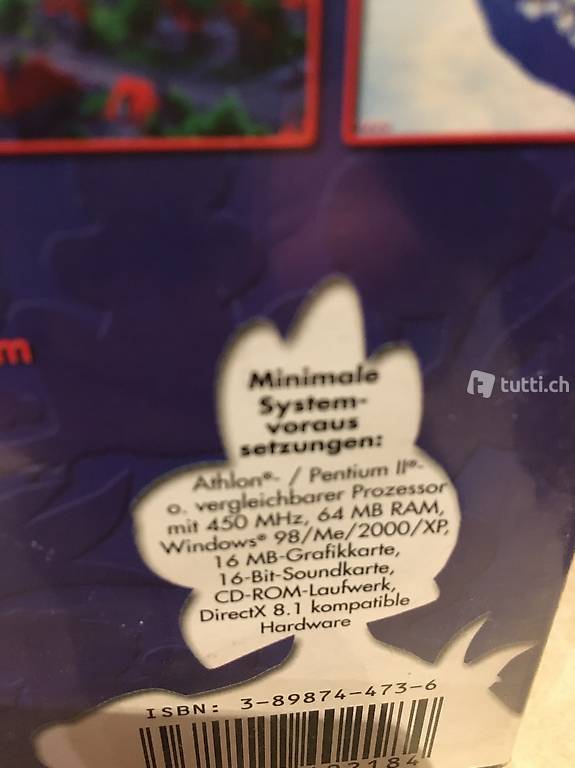 m
tutti.ch
Minimale
System-
voraus
setzungen:
Athlon®- / Pentium II®-
o. vergleichbarer Prozessor
mit 450 MHz, 64 MB RAM,
Windows® 98/Me/2000/XP,
16 MB-Grafikkarte,
16-Bit-Soundkarte,
CD-ROM-Laufwerk,
DirectX 8.1 kompatible
Hardware
ISBN: 3-89874-473-6